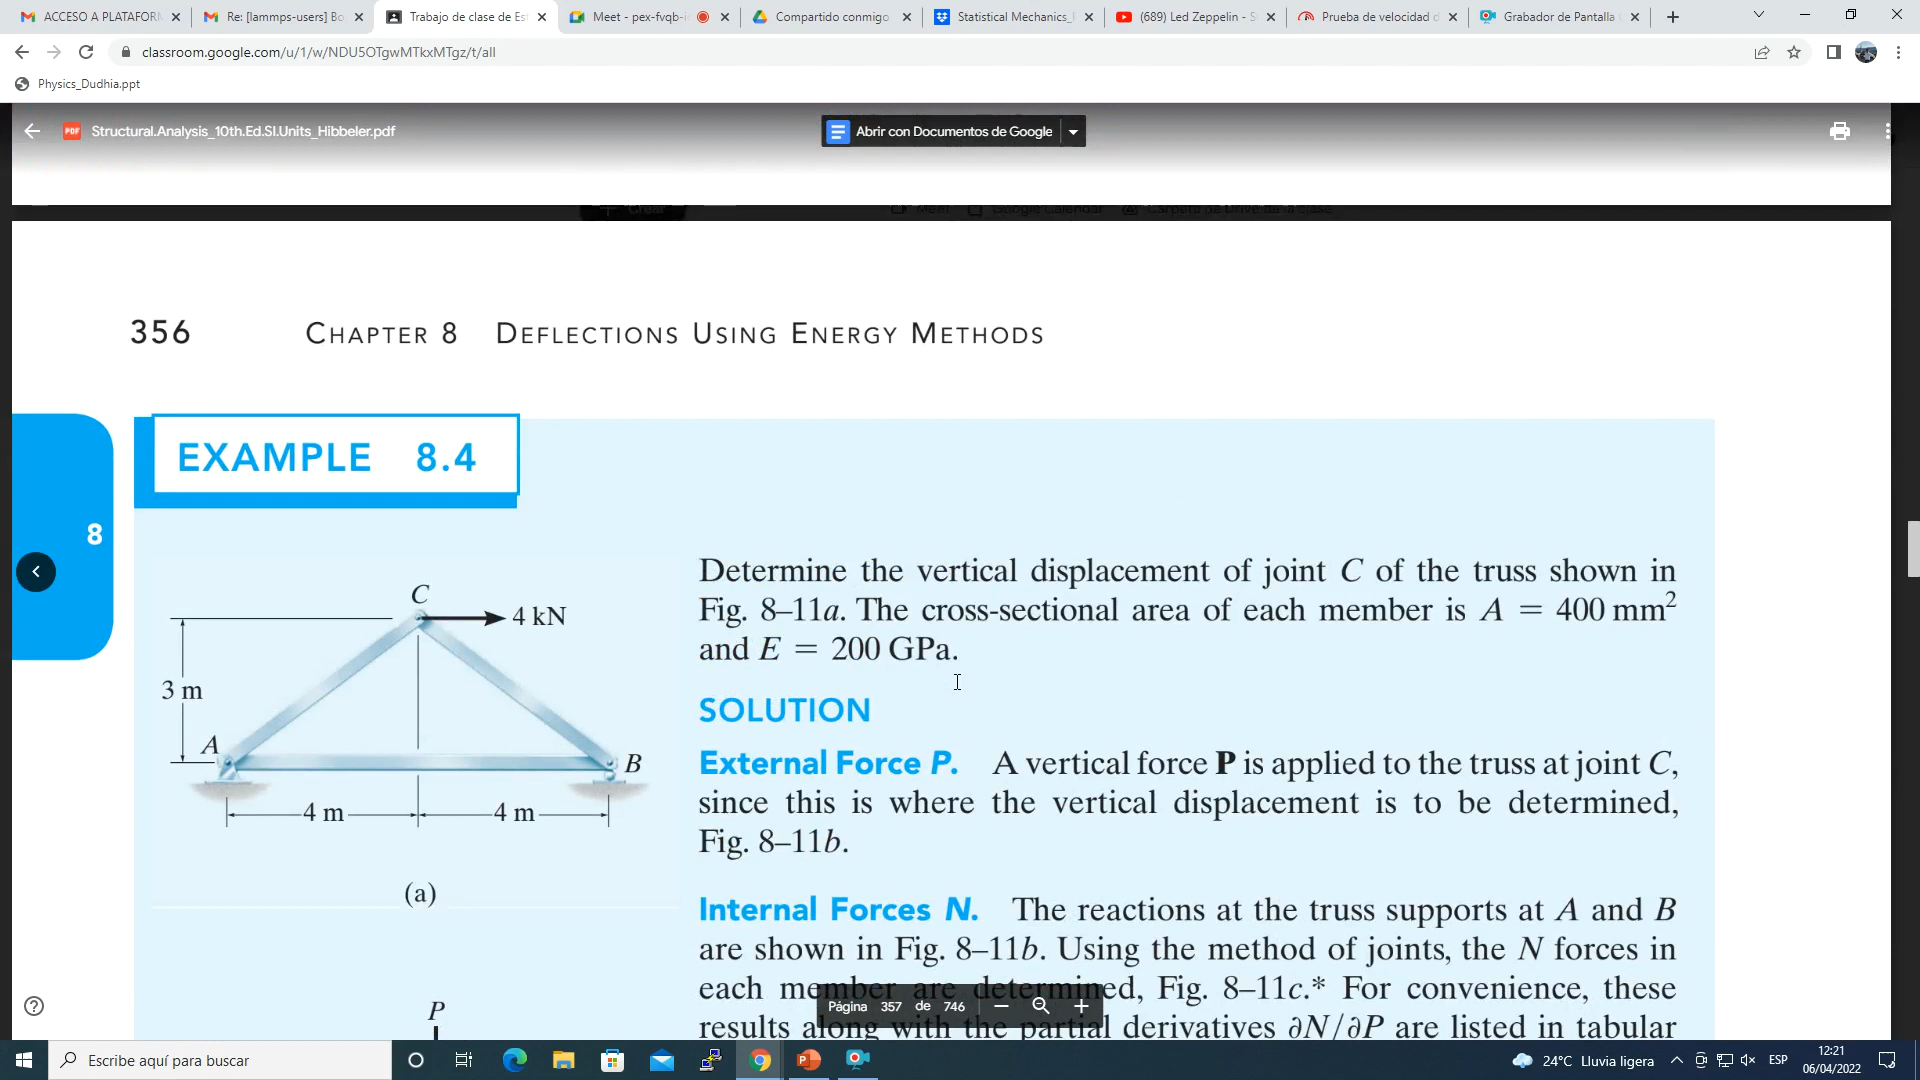 ACCESO A PLATAFOR
Re: [lammps-users] Bo
Trabajo de clase de Es
Meet - pex-fvqb-i
Compartido conmigo
Statistical Mechanics_
(689) Led Zeppelin - S
Prueba de velocidad d
Grabador de Pantalla
classroom.google.com/u/1/w/NDU5OTgwMTkxMTgz/t/all
Physics_Dudhia.ppt
PDF Structural.Analysis_10th.Ed.SI.Units_Hibbeler.pdf
Abrir con Documentos de Google
356 CHAPTER 8 DEFLECTIONS USING ENERGY METHODS
EXAMPLE 8.4
8
Determine the vertical displacement of joint C of the truss shown in
Fig. 8–11a. The cross-sectional area of each member is A = 400 mm²
and E = 200 GPa.
SOLUTION
External Force P. A vertical force P is applied to the truss at joint C,
since this is where the vertical displacement is to be determined,
Fig. 8–11b.
Internal Forces N. The reactions at the truss supports at A and B
are shown in Fig. 8–11b. Using the method of joints, the N forces in
each member are determined, Fig. 8–11c.* For convenience, these
results along with the partial derivatives ∂N/∂P are listed in tabular
C
4 kN
3 m
A
B
4 m
4 m
(a)
P
Página 357 de 746
Escribe aquí para buscar
24°C Lluvia ligera
ESP
12:21
06/04/2022